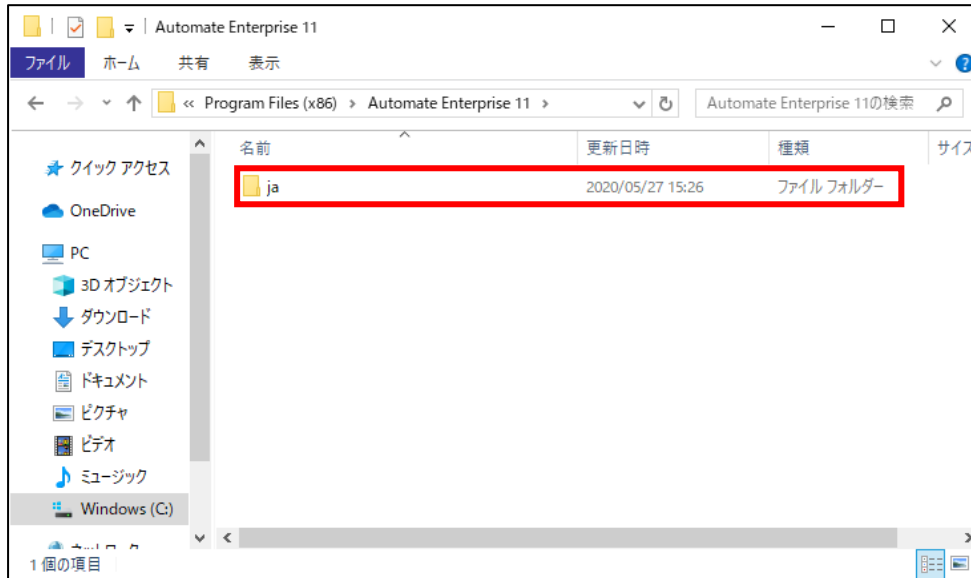 Automate Enterprise 11
ファイル ホーム 共有 表示
« Program Files (x86) › Automate Enterprise 11 › Automate Enterprise 11の検索
名前 更新日時 種類 サイズ
クイック アクセス
ja 2020/05/27 15:26 ファイル フォルダー
OneDrive
PC
3D オブジェクト
ダウンロード
デスクトップ
ドキュメント
ピクチャ
ビデオ
ミュージック
Windows (C:)
1 個の項目